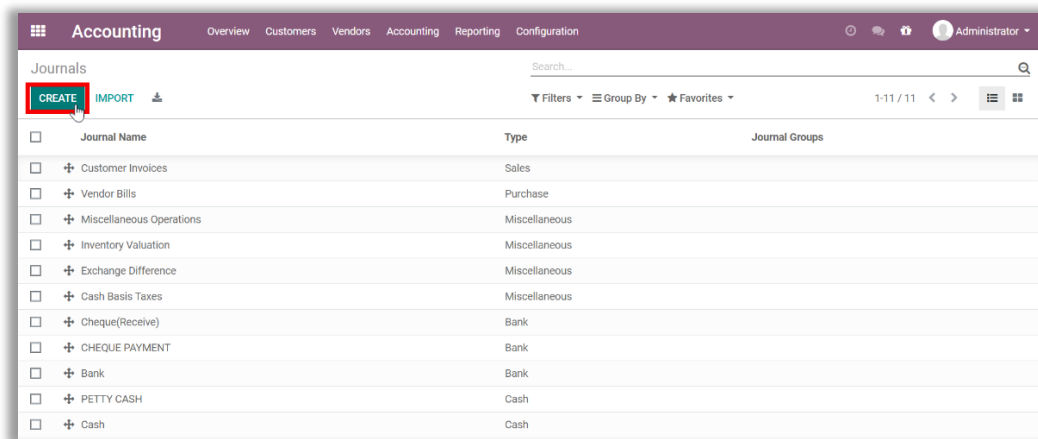 Accounting Overview Customers Vendors Accounting Reporting Configuration Administrator
Journals Search...
CREATE IMPORT Filters Group By Favorites 1-11 / 11
Journal Name Type Journal Groups
Customer Invoices Sales
Vendor Bills Purchase
Miscellaneous Operations Miscellaneous
Inventory Valuation Miscellaneous
Exchange Difference Miscellaneous
Cash Basis Taxes Miscellaneous
Cheque(Receive) Bank
CHEQUE PAYMENT Bank
Bank Bank
PETTY CASH Cash
Cash Cash